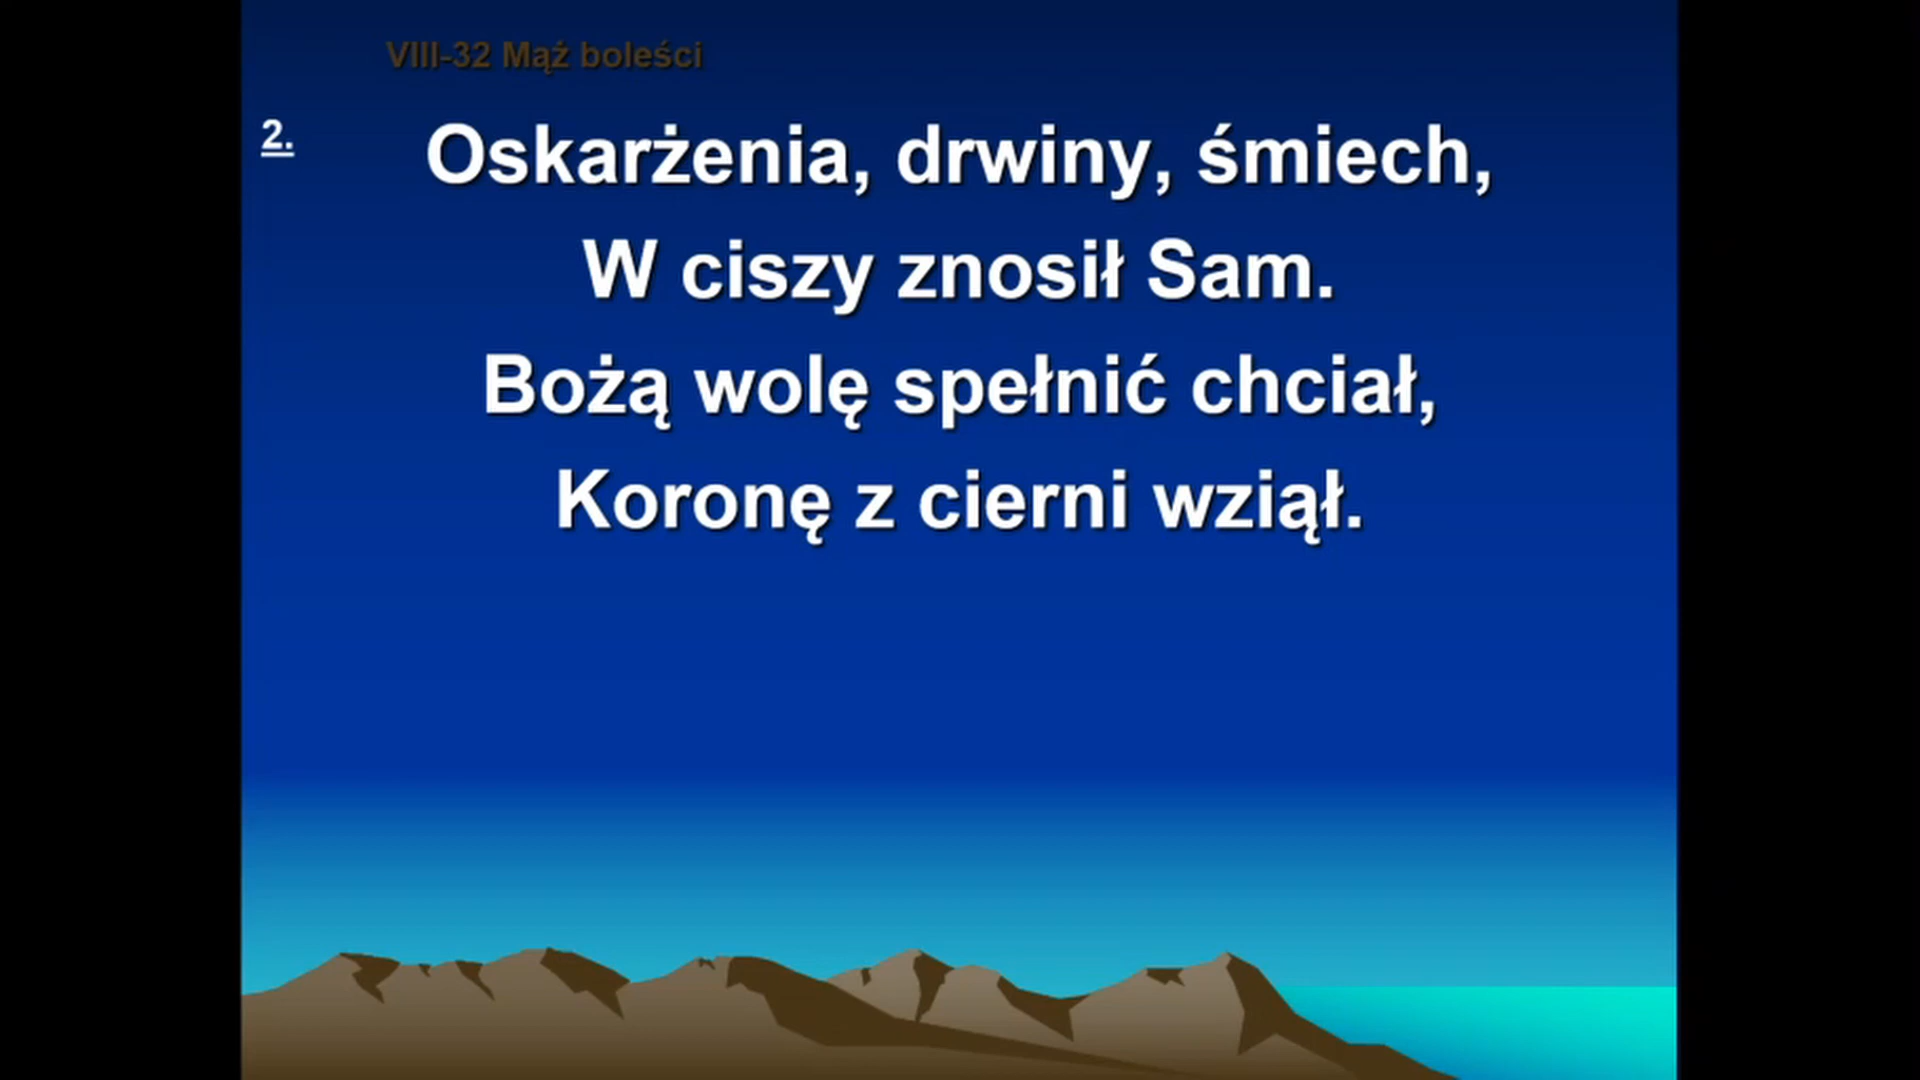 VIII-32 Mąż boleści
2.
Oskarżenia, drwiny, śmiech,
W ciszy znosił Sam.
Bożą wolę spełnić chciał,
Koronę z cierni wziął.